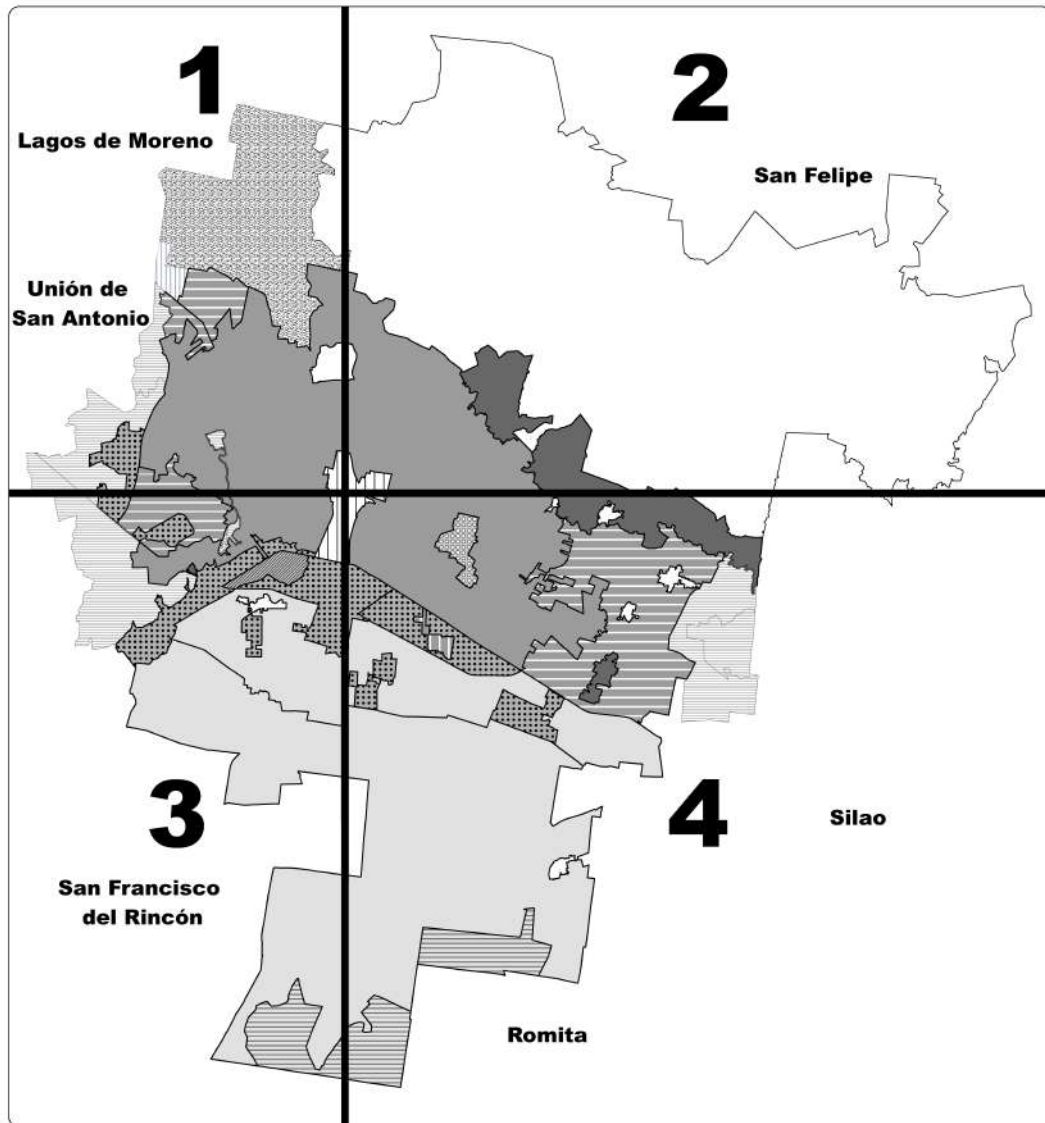 1
2
Lagos de Moreno
San Felipe
Unión de
San Antonio
3
4
Silao
San Francisco
del Rincón
Romita